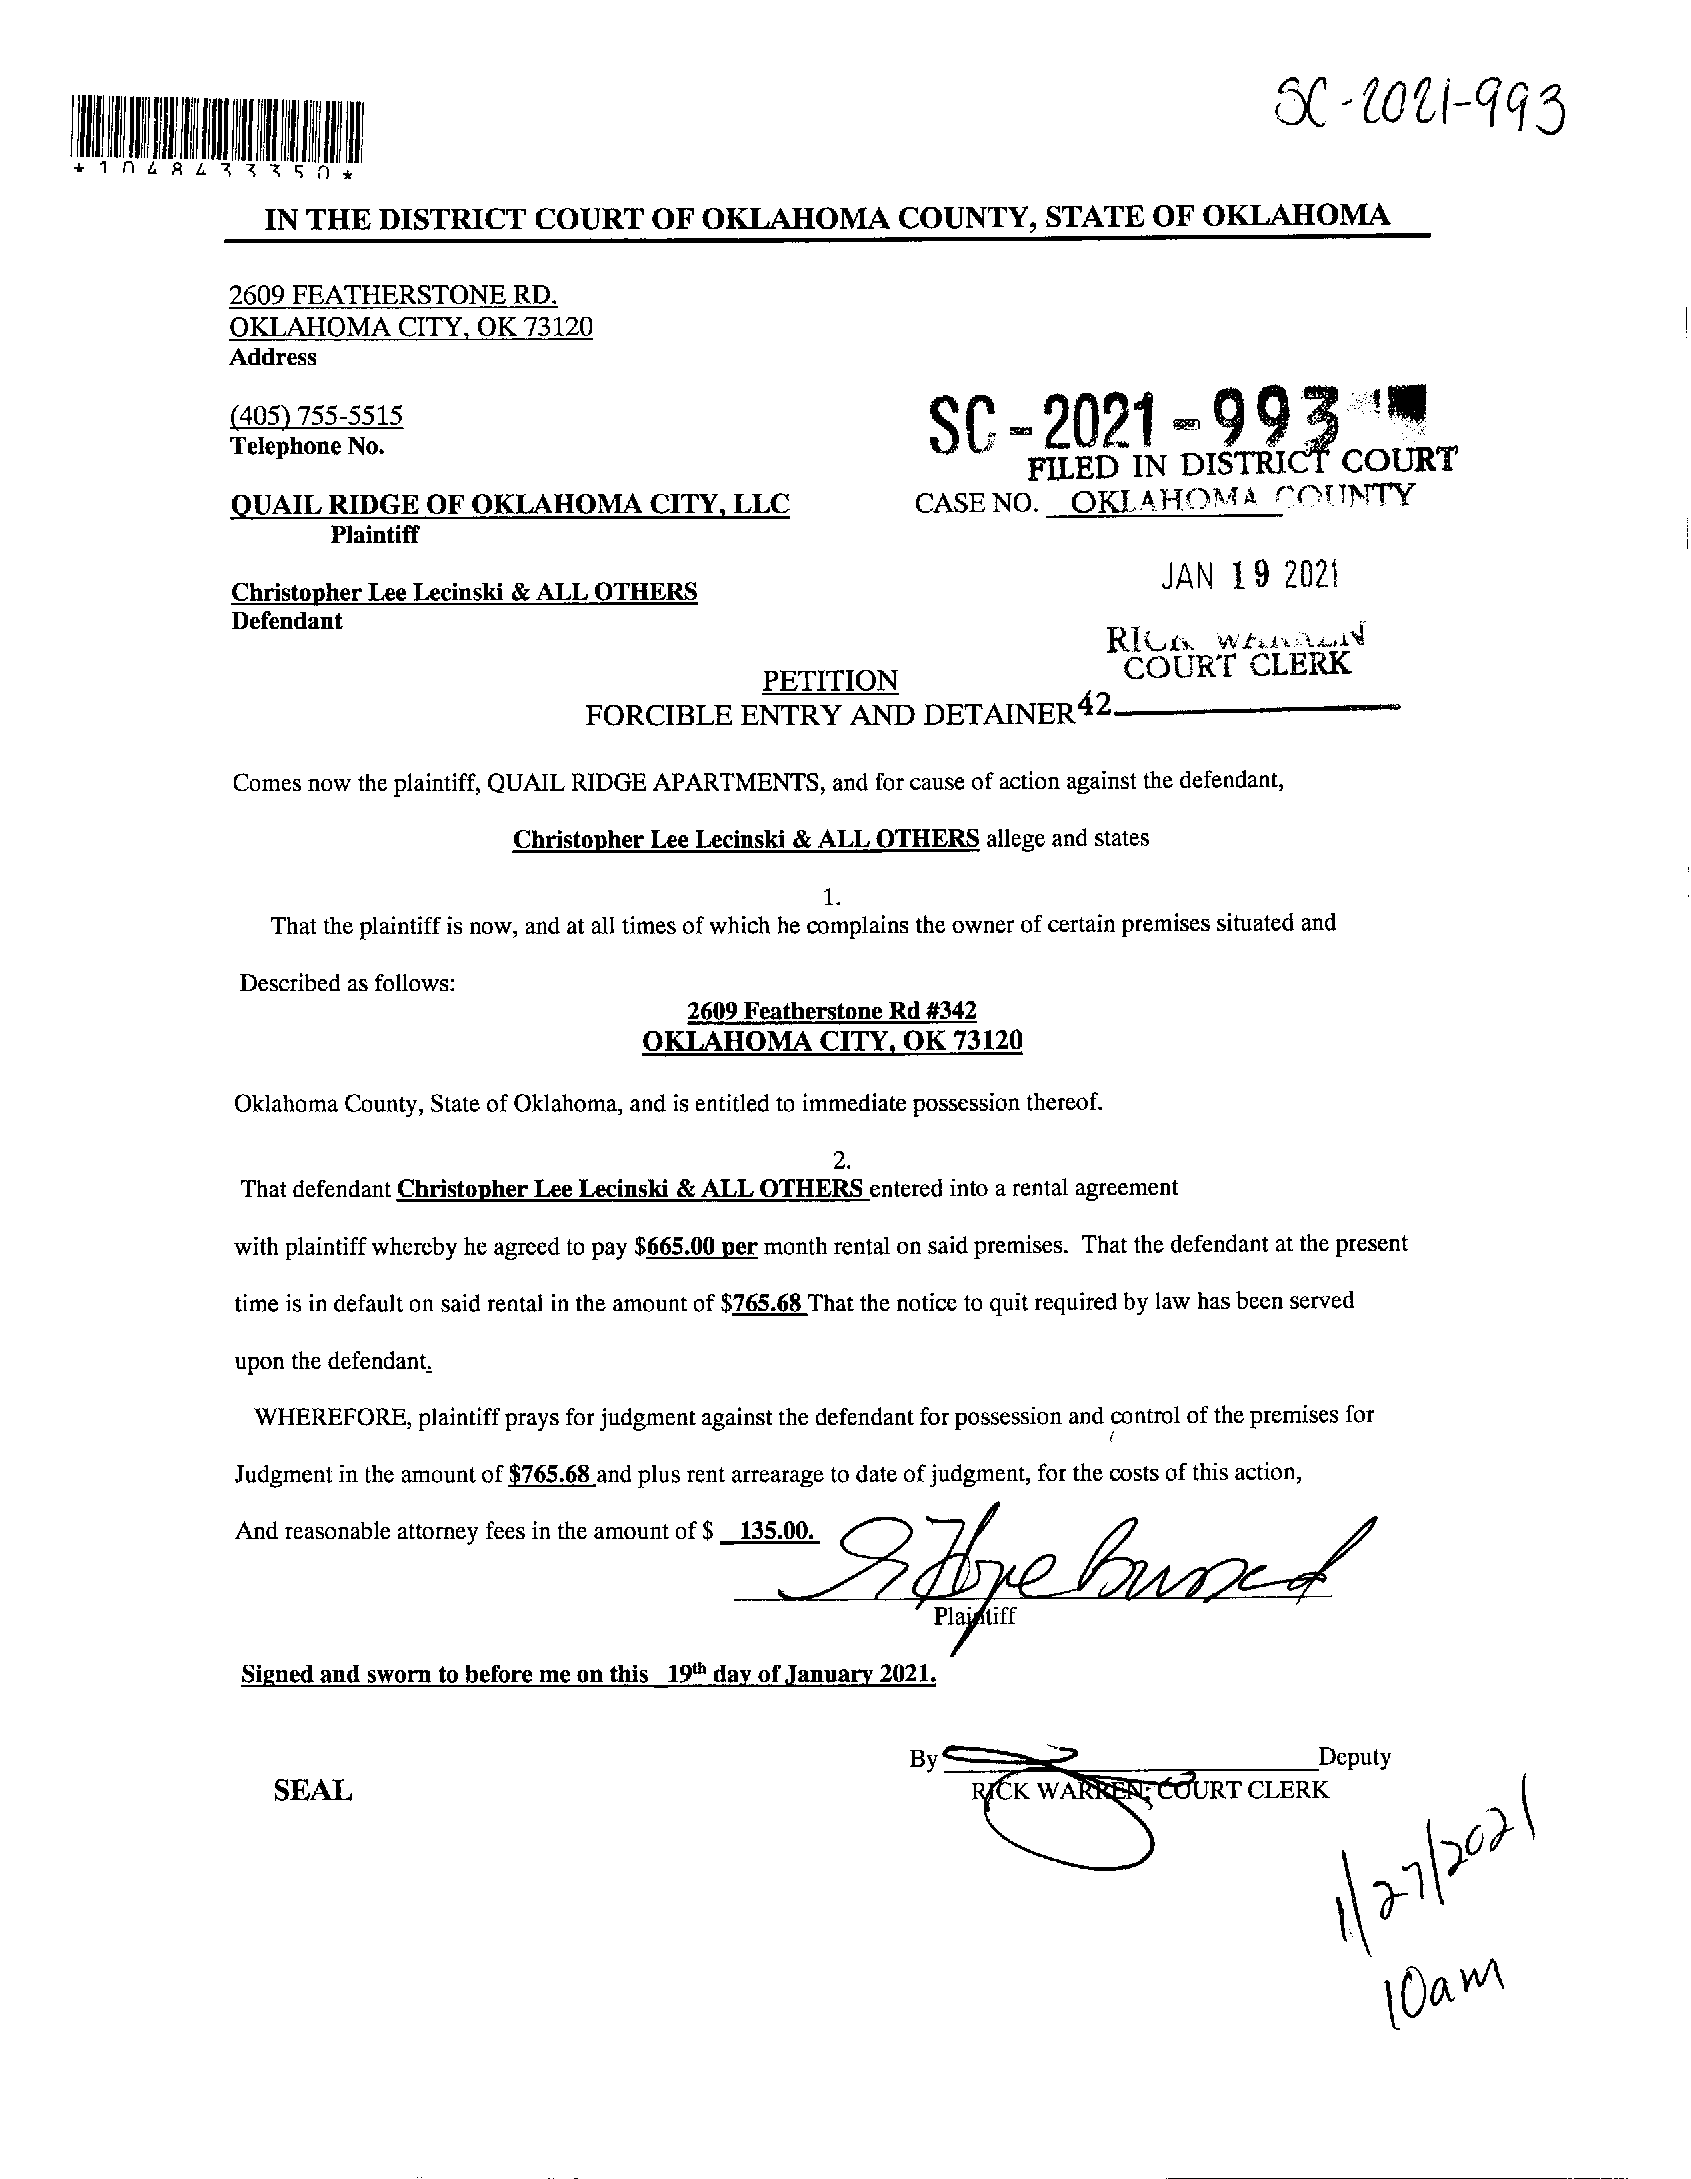 SC-2021-993
*1048433350*
IN THE DISTRICT COURT OF OKLAHOMA COUNTY, STATE OF OKLAHOMA
2609 FEATHERSTONE RD.
OKLAHOMA CITY, OK 73120
Address
(405) 755-5515
Telephone No.
SC-2021-993
FILED IN DISTRICT COURT
QUAIL RIDGE OF OKLAHOMA CITY, LLC
CASE NO. OKLAHOMA COUNTY
Plaintiff
JAN 19 2021
Christopher Lee Lecinski & ALL OTHERS
Defendant
RICK WARREN
COURT CLERK
PETITION
FORCIBLE ENTRY AND DETAINER 42
Comes now the plaintiff, QUAIL RIDGE APARTMENTS, and for cause of action against the defendant,
Christopher Lee Lecinski & ALL OTHERS allege and states
1.
That the plaintiff is now, and at all times of which he complains the owner of certain premises situated and
Described as follows:
2609 Featherstone Rd #342
OKLAHOMA CITY, OK 73120
Oklahoma County, State of Oklahoma, and is entitled to immediate possession thereof.
2.
That defendant Christopher Lee Lecinski & ALL OTHERS entered into a rental agreement
with plaintiff whereby he agreed to pay $665.00 per month rental on said premises. That the defendant at the present
time is in default on said rental in the amount of $765.68 That the notice to quit required by law has been served
upon the defendant.
WHEREFORE, plaintiff prays for judgment against the defendant for possession and control of the premises for
Judgment in the amount of $765.68 and plus rent arrearage to date of judgment, for the costs of this action,
And reasonable attorney fees in the amount of $ 135.00.
Plaintiff
Signed and sworn to before me on this 19th day of January 2021.
By Deputy
SEAL
RICK WARREN, COURT CLERK
1/27/2021
10am